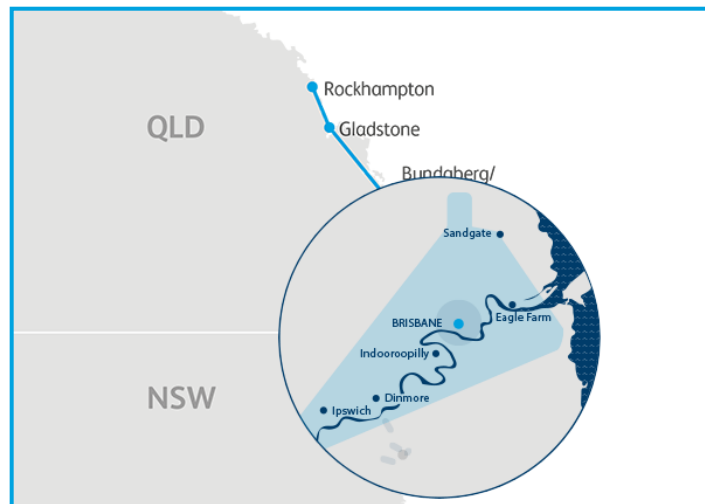 Rockhampton
QLD
Gladstone
Bundaberg/
Sandgate
Eagle Farm
BRISBANE
Indooroopilly
NSW
Dinmore
Ipswich